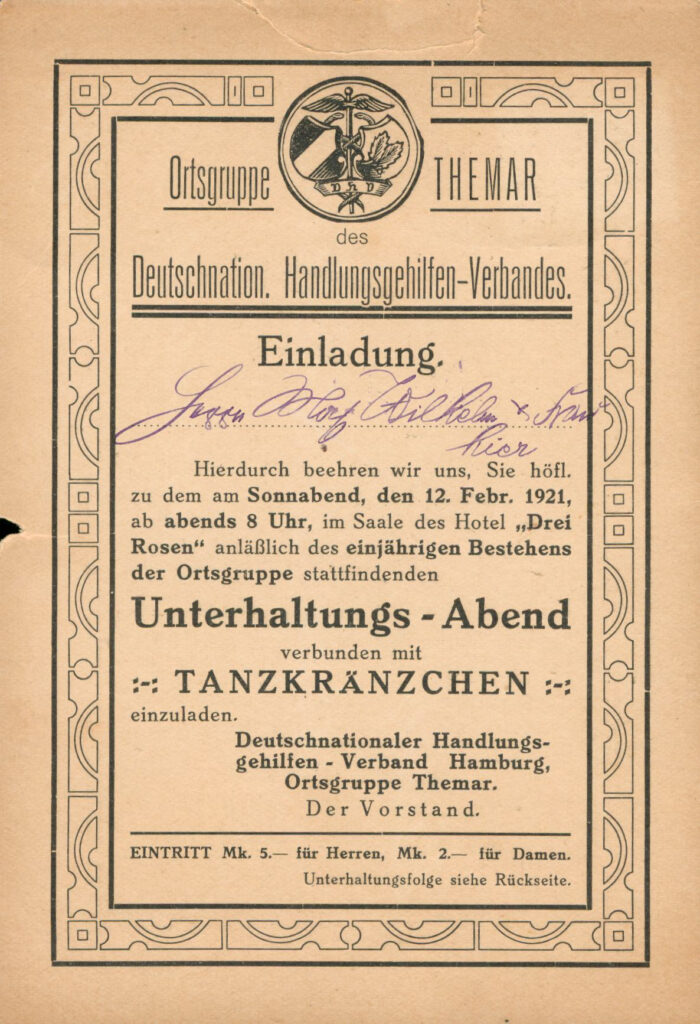 Ortsgruppe THEMAR
D H V
des
Deutschnation. Handlungsgehilfen-Verbandes.
Einladung.
Herrn Wilhelm & Frau
hier
Hierdurch beehren wir uns, Sie höfl.
zu dem am Sonnabend, den 12. Febr. 1921,
ab abends 8 Uhr, im Saale des Hotel „Drei
Rosen“ anläßlich des einjährigen Bestehens
der Ortsgruppe stattfindenden
Unterhaltungs - Abend
verbunden mit
:-: TANZKRÄNZCHEN :-:
einzuladen.
Deutschnationaler Handlungs-
gehilfen - Verband Hamburg,
Ortsgruppe Themar.
Der Vorstand.
EINTRITT Mk. 5.— für Herren, Mk. 2.— für Damen.
Unterhaltungsfolge siehe Rückseite.